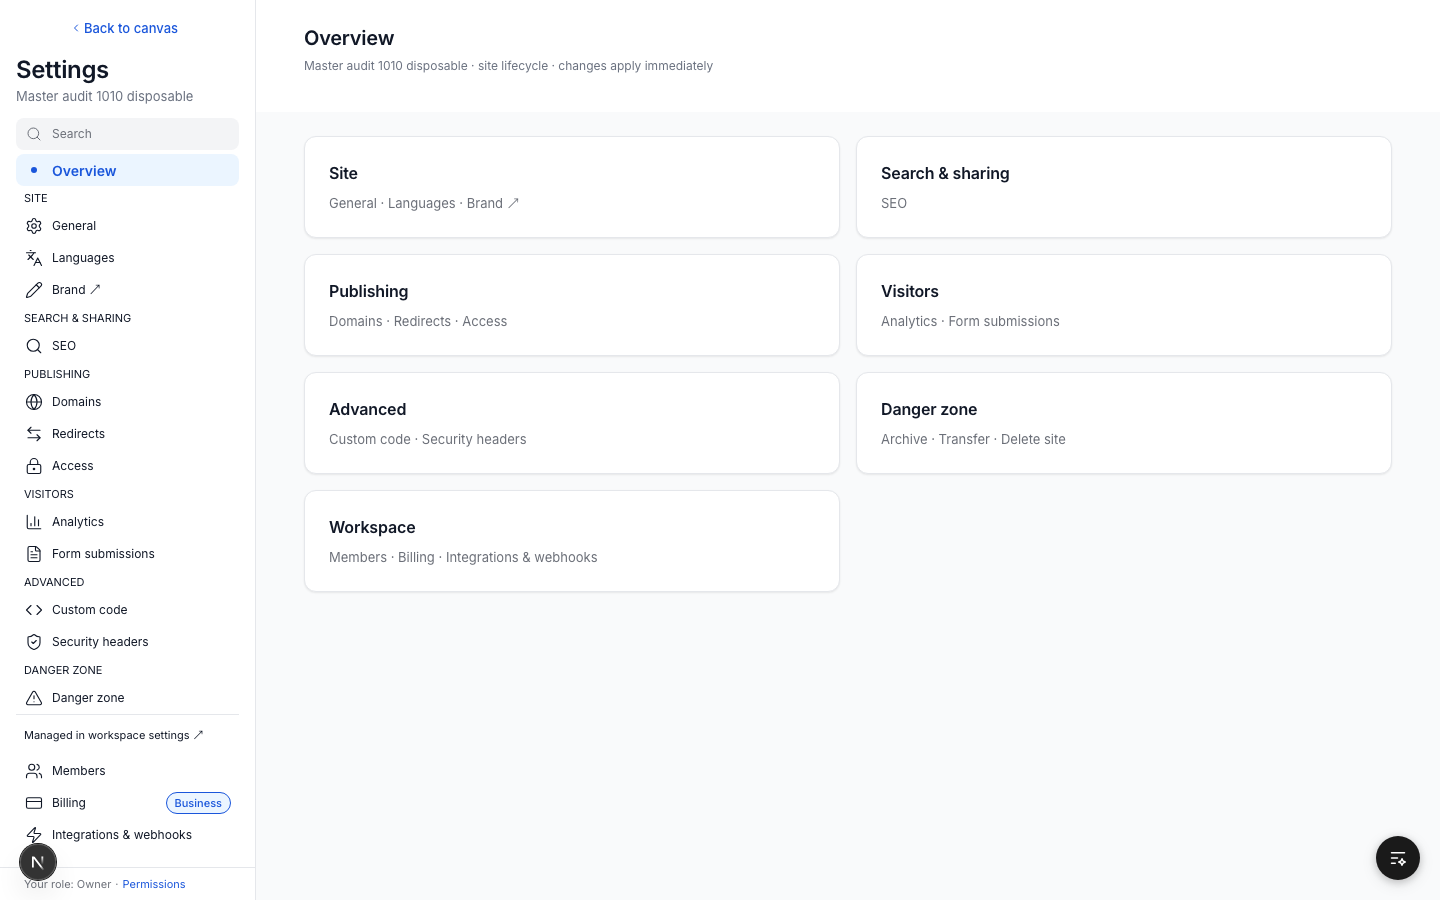 Back to canvas
Settings
Master audit 1010 disposable
Search
Overview
SITE
General
Languages
Brand ↗
SEARCH & SHARING
SEO
PUBLISHING
Domains
Redirects
Access
VISITORS
Analytics
Form submissions
ADVANCED
Custom code
Security headers
DANGER ZONE
Danger zone
Managed in workspace settings ↗
Members
Billing Business
Integrations & webhooks
N
Your role: Owner · Permissions
Overview
Master audit 1010 disposable · site lifecycle · changes apply immediately
Site
General · Languages · Brand ↗
Search & sharing
SEO
Publishing
Domains · Redirects · Access
Visitors
Analytics · Form submissions
Advanced
Custom code · Security headers
Danger zone
Archive · Transfer · Delete site
Workspace
Members · Billing · Integrations & webhooks